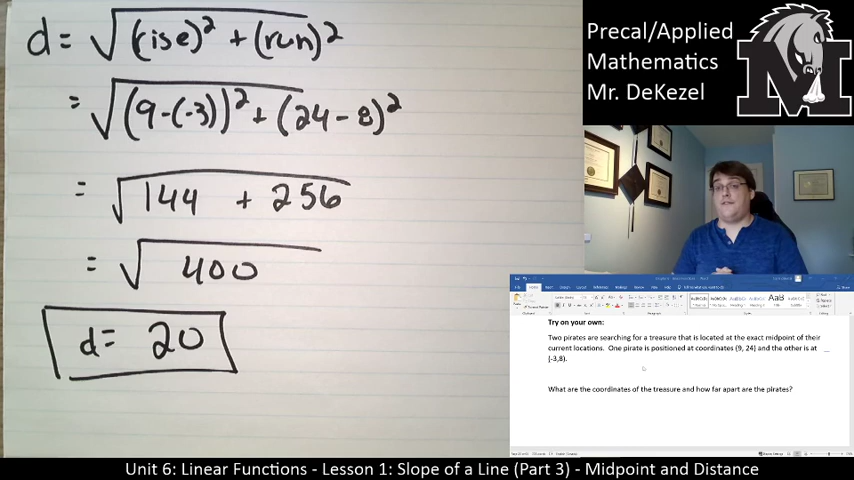 d = √(rise)² + (run)²
= √(9-(-3))² + (24-8)²
= √144 + 256
= √400
d = 20
Precal/Applied
Mathematics
Mr. DeKezel
M
Try on your own:
Two pirates are searching for a treasure that is located at the exact midpoint of their
current locations. One pirate is positioned at coordinates (9, 24) and the other is at
(-3,8).
What are the coordinates of the treasure and how far apart are the pirates?
Unit 6: Linear Functions - Lesson 1: Slope of a Line (Part 3) - Midpoint and Distance